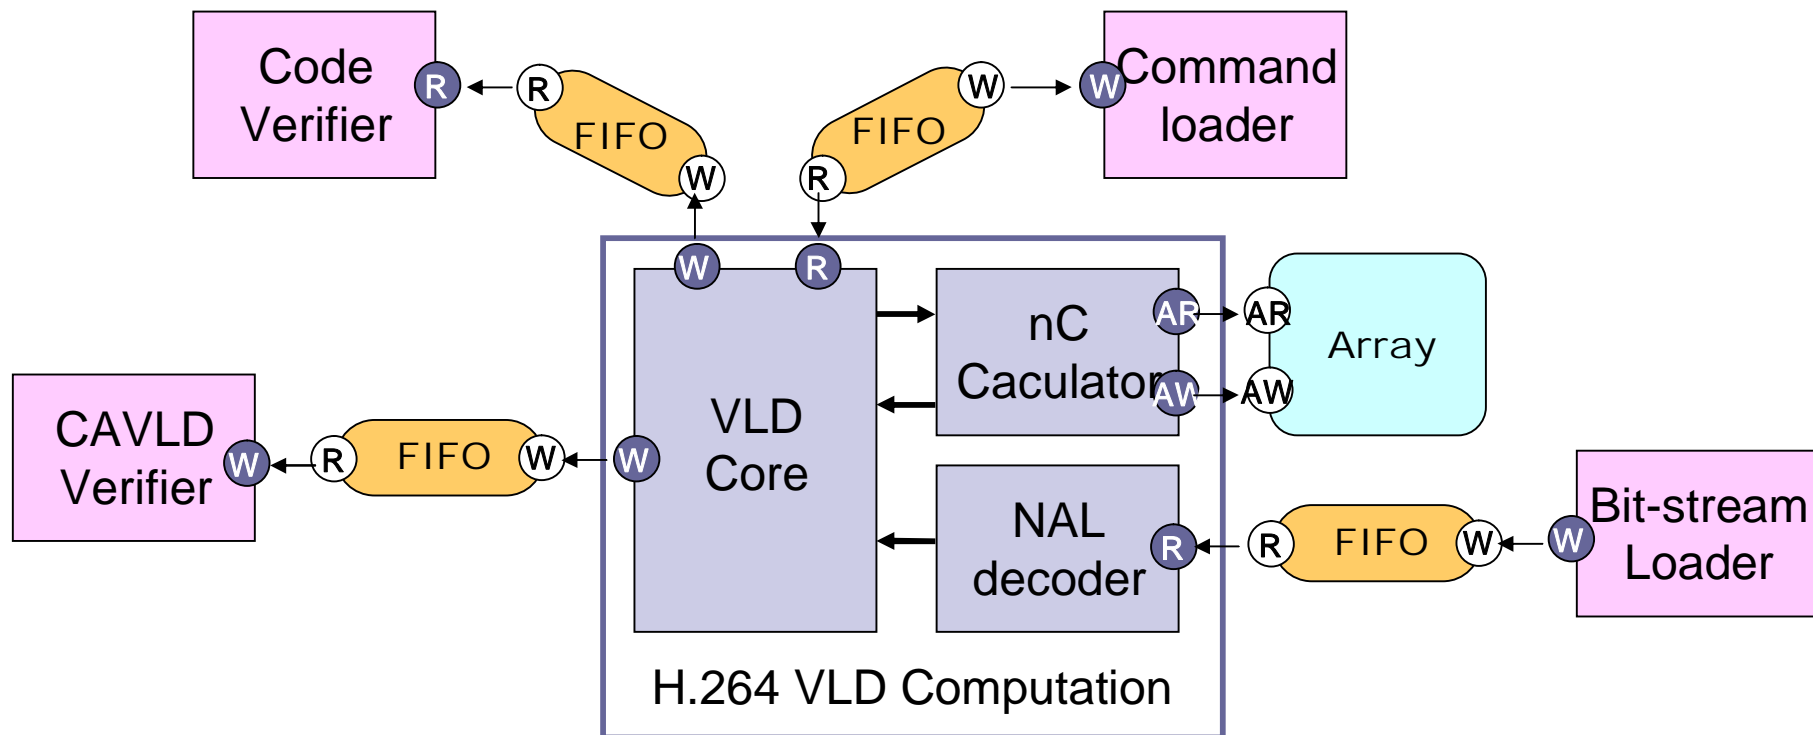 Code
Verifier
R
R
FIFO
W
W
FIFO
R
W
Command
loader
W
R
VLD
Core
nC
Caculator
AR
AW
AR
AW
Array
CAVLD
Verifier
W
R
FIFO
W
W
NAL
decoder
R
R
FIFO
W
W
Bit-stream
Loader
H.264 VLD Computation